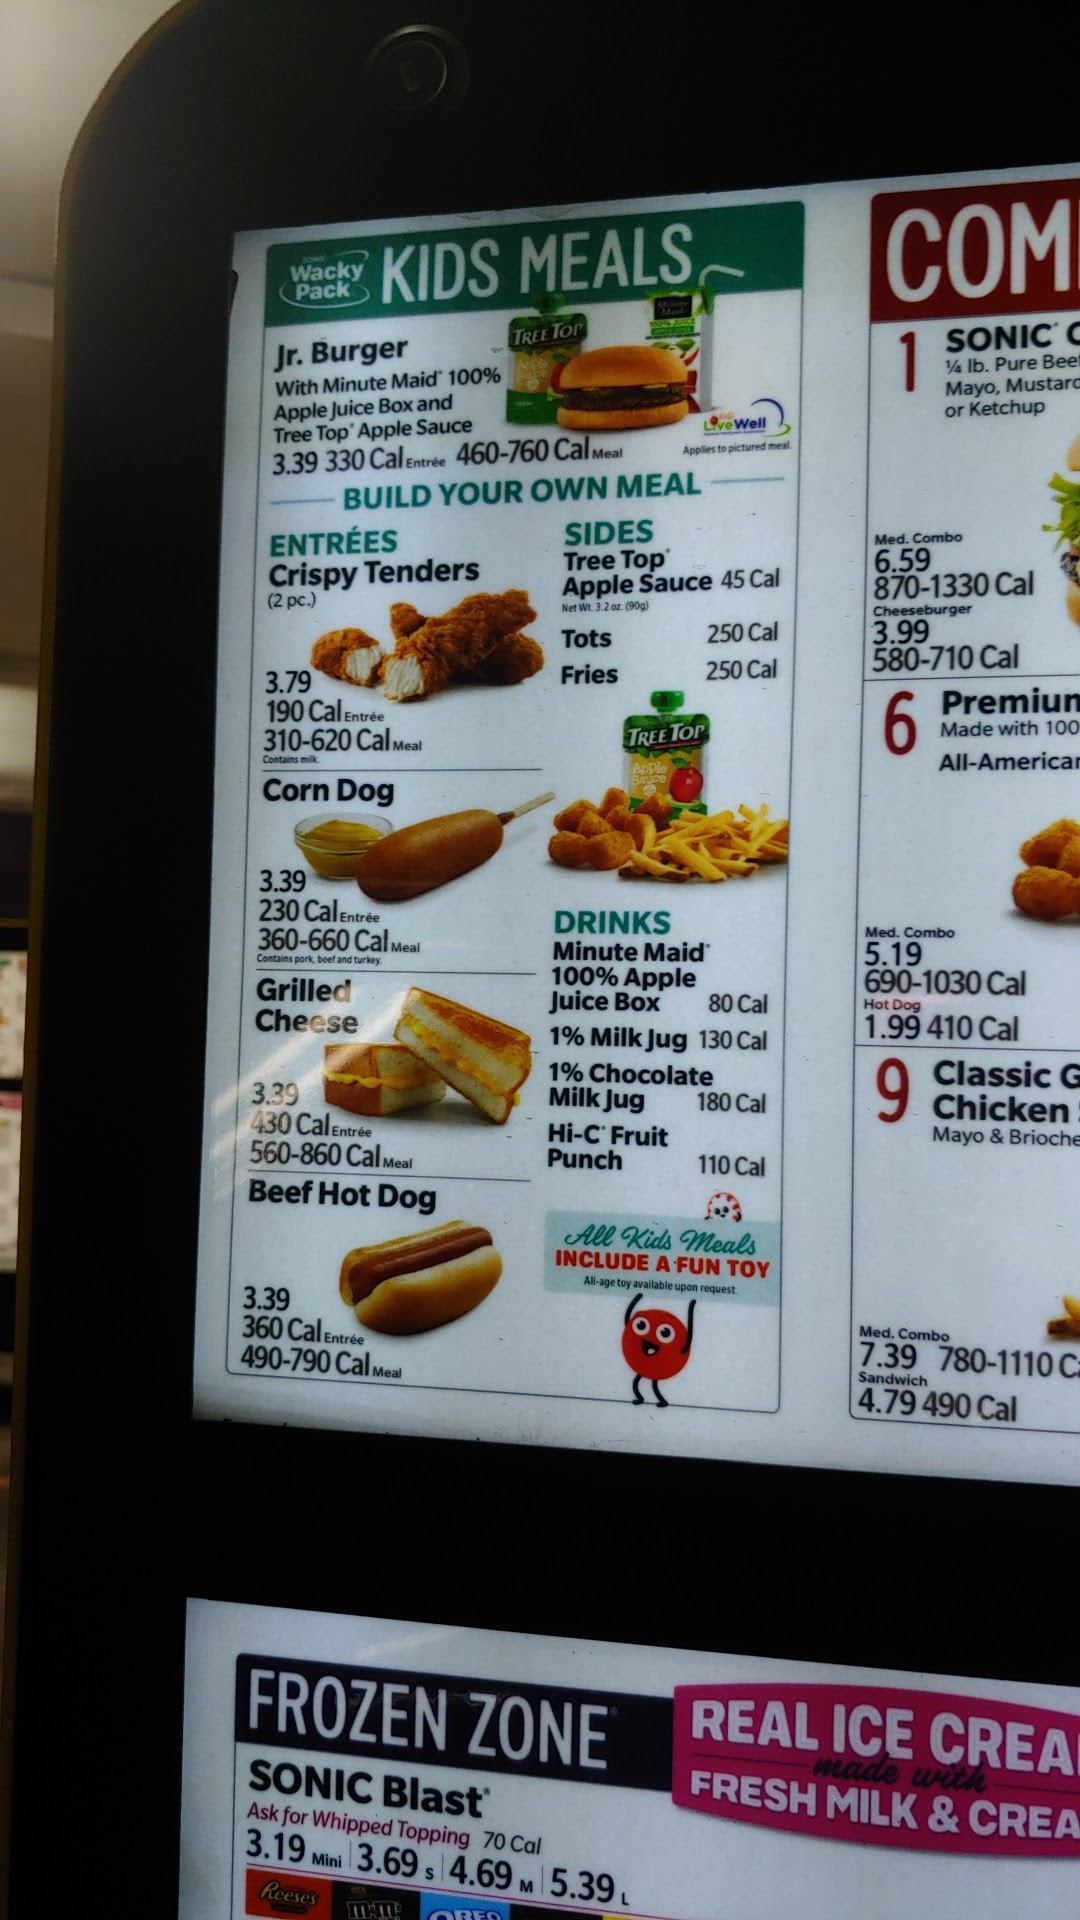 SONIC
Wacky
Pack
KIDS MEALS
Jr. Burger
With Minute Maid® 100%
Apple Juice Box and
Tree Top® Apple Sauce
3.39 330 Cal Entrée 460-760 Cal Meal
TREE TOP
Apple
Sauce
Minute
Maid
100% JUICE
LiveWell
Applies to pictured meal.
BUILD YOUR OWN MEAL
ENTRÉES
Crispy Tenders
(2 pc.)
3.79
190 Cal Entrée
310-620 Cal Meal
Contains milk.
Corn Dog
3.39
230 Cal Entrée
360-660 Cal Meal
Contains pork, beef and turkey.
Grilled
Cheese
3.39
430 Cal Entrée
560-860 Cal Meal
Beef Hot Dog
3.39
360 Cal Entrée
490-790 Cal Meal
SIDES
Tree Top®
Apple Sauce 45 Cal
Net Wt. 3.2 oz. (90g)
Tots 250 Cal
Fries 250 Cal
TREE TOP
Apple
Sauce
DRINKS
Minute Maid®
100% Apple
Juice Box 80 Cal
1% Milk Jug 130 Cal
1% Chocolate
Milk Jug 180 Cal
Hi-C® Fruit
Punch 110 Cal
All Kids Meals
INCLUDE A FUN TOY
All-age toy available upon request.
COM
1 SONIC® C
¼ lb. Pure Beef
Mayo, Mustard
or Ketchup
Med. Combo
6.59
870-1330 Cal
Cheeseburger
3.99
580-710 Cal
6 Premium
Made with 100
All-American
Med. Combo
5.19
690-1030 Cal
Hot Dog
1.99 410 Cal
9 Classic G
Chicken S
Mayo & Brioche
Med. Combo
7.39 780-1110 Ca
Sandwich
4.79 490 Cal
FROZEN ZONE®
REAL ICE CREA
made with
FRESH MILK & CREA
SONIC Blast®
Ask for Whipped Topping 70 Cal
3.19 Mini | 3.69 S | 4.69 M | 5.39 L
Reese's
m&m's
OREO